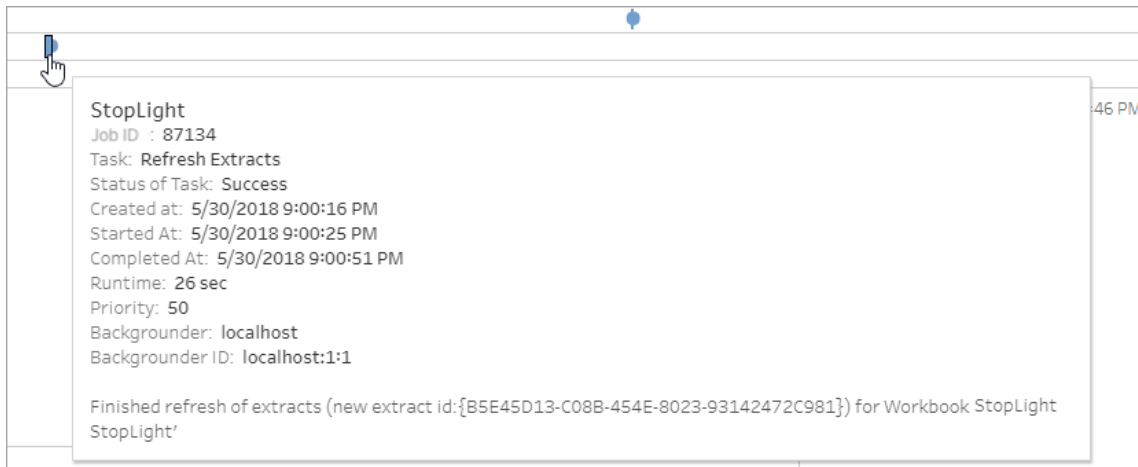 :46 PM
StopLight
Job ID : 87134
Task: Refresh Extracts
Status of Task: Success
Created at: 5/30/2018 9:00:16 PM
Started At: 5/30/2018 9:00:25 PM
Completed At: 5/30/2018 9:00:51 PM
Runtime: 26 sec
Priority: 50
Backgrounder: localhost
Backgrounder ID: localhost:1:1
Finished refresh of extracts (new extract id:{B5E45D13-C08B-454E-8023-93142472C981}) for Workbook StopLight
StopLight’